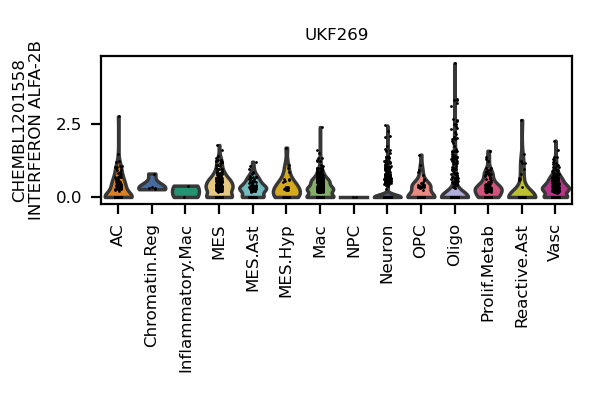 UKF269
CHEMBL1201558
INTERFERON ALFA-2B
2.5
0.0
AC
Chromatin.Reg
Inflammatory.Mac
MES
MES.Ast
MES.Hyp
Mac
NPC
Neuron
OPC
Oligo
Prolif.Metab
Reactive.Ast
Vasc